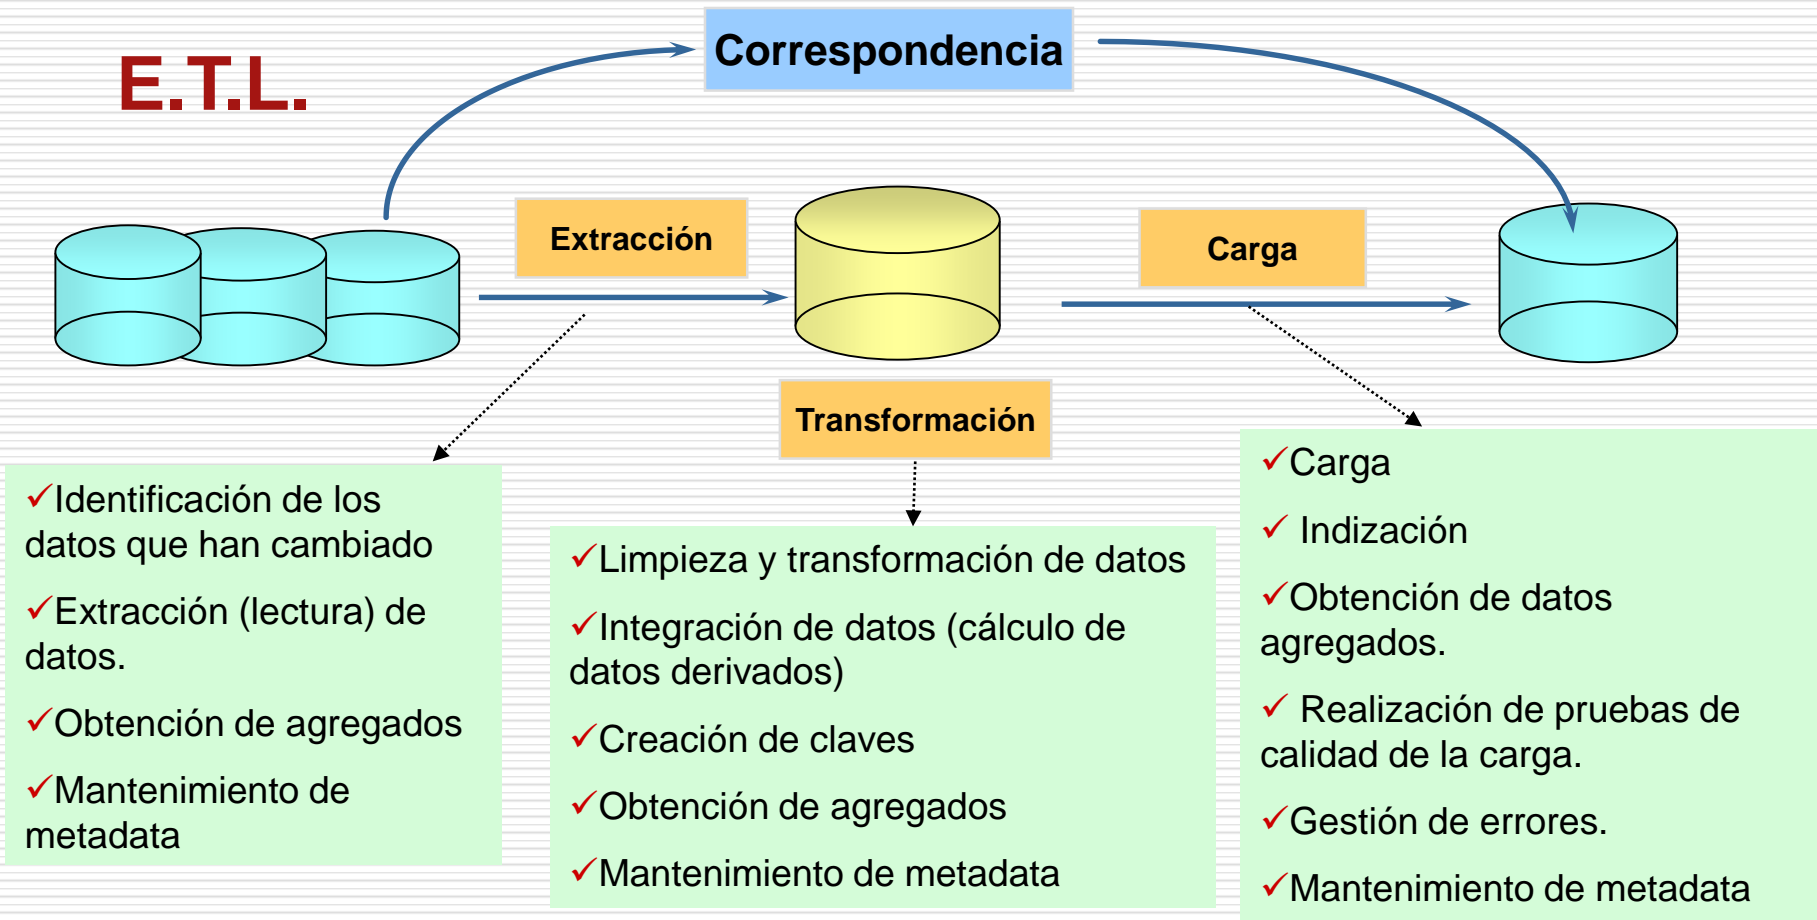 Correspondencia
E.T.L.
Extracción
Carga
Transformación
✓Identificación de los
datos que han cambiado
✓Extracción (lectura) de
datos.
✓Obtención de agregados
✓Mantenimiento de
metadata
✓Limpieza y transformación de datos
✓Integración de datos (cálculo de
datos derivados)
✓Creación de claves
✓Obtención de agregados
✓Mantenimiento de metadata
✓Carga
✓ Indización
✓Obtención de datos
agregados.
✓ Realización de pruebas de
calidad de la carga.
✓Gestión de errores.
✓Mantenimiento de metadata